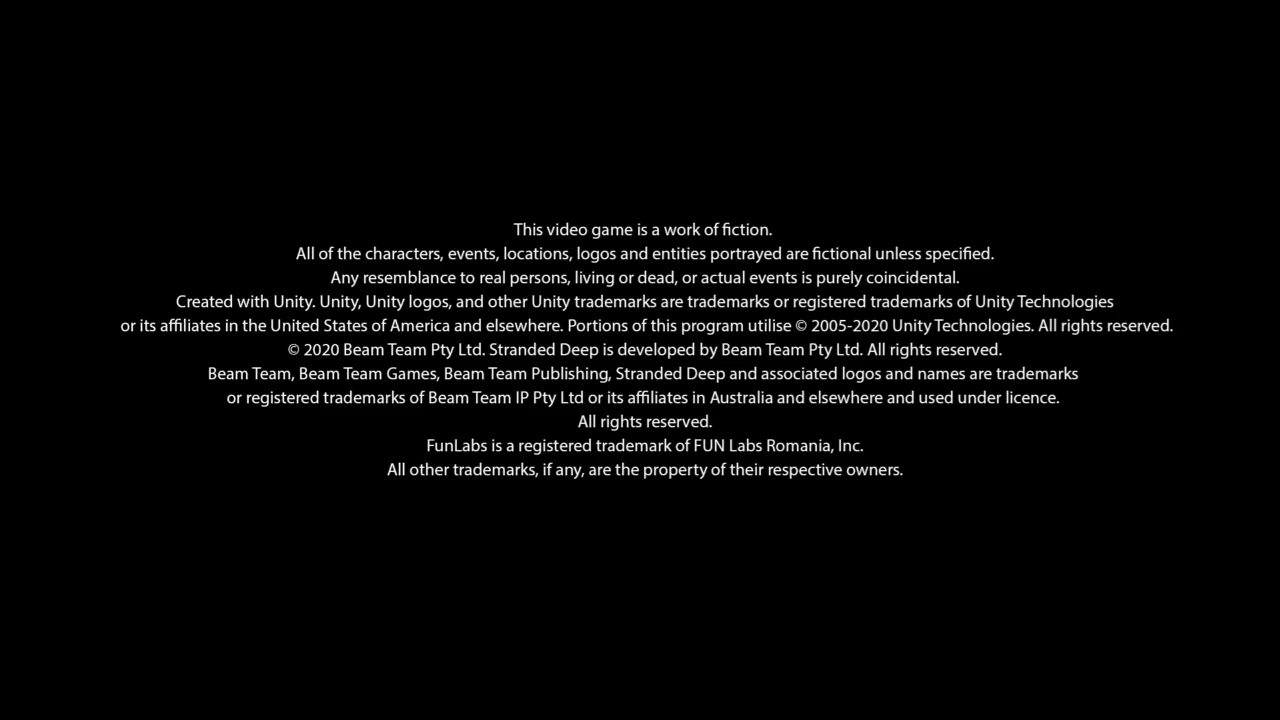 This video game is a work of fiction.
All of the characters, events, locations, logos and entities portrayed are fictional unless specified.
Any resemblance to real persons, living or dead, or actual events is purely coincidental.
Created with Unity. Unity, Unity logos, and other Unity trademarks are trademarks or registered trademarks of Unity Technologies
or its affiliates in the United States of America and elsewhere. Portions of this program utilise © 2005-2020 Unity Technologies. All rights reserved.
© 2020 Beam Team Pty Ltd. Stranded Deep is developed by Beam Team Pty Ltd. All rights reserved.
Beam Team, Beam Team Games, Beam Team Publishing, Stranded Deep and associated logos and names are trademarks
or registered trademarks of Beam Team IP Pty Ltd or its affiliates in Australia and elsewhere and used under licence.
All rights reserved.
FunLabs is a registered trademark of FUN Labs Romania, Inc.
All other trademarks, if any, are the property of their respective owners.